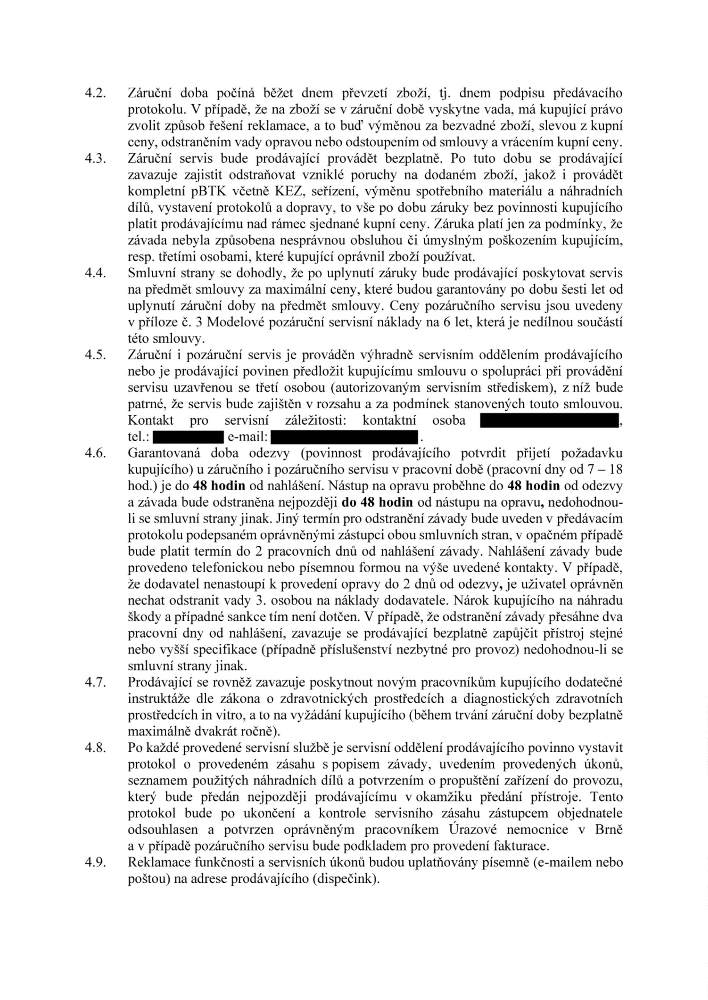 4.2. Záruční doba počíná běžet dnem převzetí zboží, tj. dnem podpisu předávacího
protokolu. V případě, že na zboží se v záruční době vyskytne vada, má kupující právo
zvolit způsob řešení reklamace, a to buď výměnou za bezvadné zboží, slevou z kupní
ceny, odstraněním vady opravou nebo odstoupením od smlouvy a vrácením kupní ceny.
4.3. Záruční servis bude prodávající provádět bezplatně. Po tuto dobu se prodávající
zavazuje zajistit odstraňovat vzniklé poruchy na dodaném zboží, jakož i provádět
kompletní pBTK včetně KEZ, seřízení, výměnu spotřebního materiálu a náhradních
dílů, vystavení protokolů a dopravy, to vše po dobu záruky bez povinnosti kupujícího
platit prodávajícímu nad rámec sjednané kupní ceny. Záruka platí jen za podmínky, že
závada nebyla způsobena nesprávnou obsluhou či úmyslným poškozením kupujícím,
resp. třetími osobami, které kupující oprávnil zboží používat.
4.4. Smluvní strany se dohodly, že po uplynutí záruky bude prodávající poskytovat servis
na předmět smlouvy za maximální ceny, které budou garantovány po dobu šesti let od
uplynutí záruční doby na předmět smlouvy. Ceny pozáručního servisu jsou uvedeny
v příloze č. 3 Modelové pozáruční servisní náklady na 6 let, která je nedílnou součástí
této smlouvy.
4.5. Záruční i pozáruční servis je prováděn výhradně servisním oddělením prodávajícího
nebo je prodávající povinen předložit kupujícímu smlouvu o spolupráci při provádění
servisu uzavřenou se třetí osobou (autorizovaným servisním střediskem), z níž bude
patrné, že servis bude zajištěn v rozsahu a za podmínek stanovených touto smlouvou.
Kontakt pro servisní záležitosti: kontaktní osoba ,
tel.: e-mail: .
4.6. Garantovaná doba odezvy (povinnost prodávajícího potvrdit přijetí požadavku
kupujícího) u záručního i pozáručního servisu v pracovní době (pracovní dny od 7 – 18
hod.) je do 48 hodin od nahlášení. Nástup na opravu proběhne do 48 hodin od odezvy
a závada bude odstraněna nejpozději do 48 hodin od nástupu na opravu, nedohodnou-
li se smluvní strany jinak. Jiný termín pro odstranění závady bude uveden v předávacím
protokolu podepsaném oprávněnými zástupci obou smluvních stran, v opačném případě
bude platit termín do 2 pracovních dnů od nahlášení závady. Nahlášení závady bude
provedeno telefonickou nebo písemnou formou na výše uvedené kontakty. V případě,
že dodavatel nenastoupí k provedení opravy do 2 dnů od odezvy, je uživatel oprávněn
nechat odstranit vady 3. osobou na náklady dodavatele. Nárok kupujícího na náhradu
škody a případné sankce tím není dotčen. V případě, že odstranění závady přesáhne dva
pracovní dny od nahlášení, zavazuje se prodávající bezplatně zapůjčit přístroj stejné
nebo vyšší specifikace (případně příslušenství nezbytné pro provoz) nedohodnou-li se
smluvní strany jinak.
4.7. Prodávající se rovněž zavazuje poskytnout novým pracovníkům kupujícího dodatečné
instruktáže dle zákona o zdravotnických prostředcích a diagnostických zdravotních
prostředcích in vitro, a to na vyžádání kupujícího (během trvání záruční doby bezplatně
maximálně dvakrát ročně).
4.8. Po každé provedené servisní službě je servisní oddělení prodávajícího povinno vystavit
protokol o provedeném zásahu s popisem závady, uvedením provedených úkonů,
seznamem použitých náhradních dílů a potvrzením o propuštění zařízení do provozu,
který bude předán nejpozději prodávajícímu v okamžiku předání přístroje. Tento
protokol bude po ukončení a kontrole servisního zásahu zástupcem objednatele
odsouhlasen a potvrzen oprávněným pracovníkem Úrazové nemocnice v Brně
a v případě pozáručního servisu bude podkladem pro provedení fakturace.
4.9. Reklamace funkčnosti a servisních úkonů budou uplatňovány písemně (e-mailem nebo
poštou) na adrese prodávajícího (dispečink).